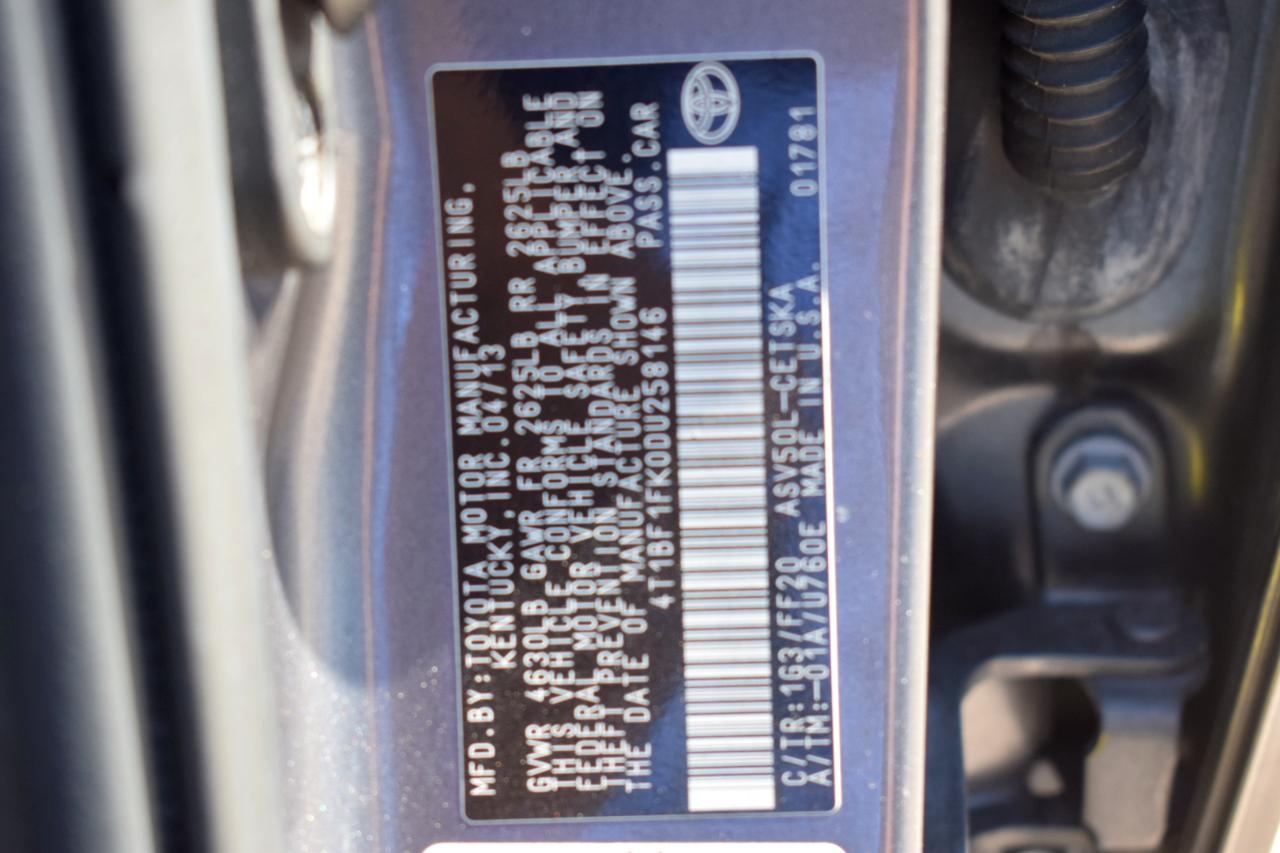 MFD.BY:TOYOTA MOTOR MANUFACTURING,
KENTUCKY,INC.04/13
GVWR 4630LB GAWR FR 2625LB RR 2625LB
THIS VEHICLE CONFORMS TO ALL APPLICABLE
FEDERAL MOTOR VEHICLE SAFETY, BUMPER,AND
THEFT PREVENTION STANDARDS IN EFFECT ON
THE DATE OF MANUFACTURE SHOWN ABOVE.
4T1BF1FK0DU258146 PASS.CAR
C/TR:1G3/FF20 ASV50L-CETSKA
A/TM:-01A/U760E MADE IN U.S.A. 01781